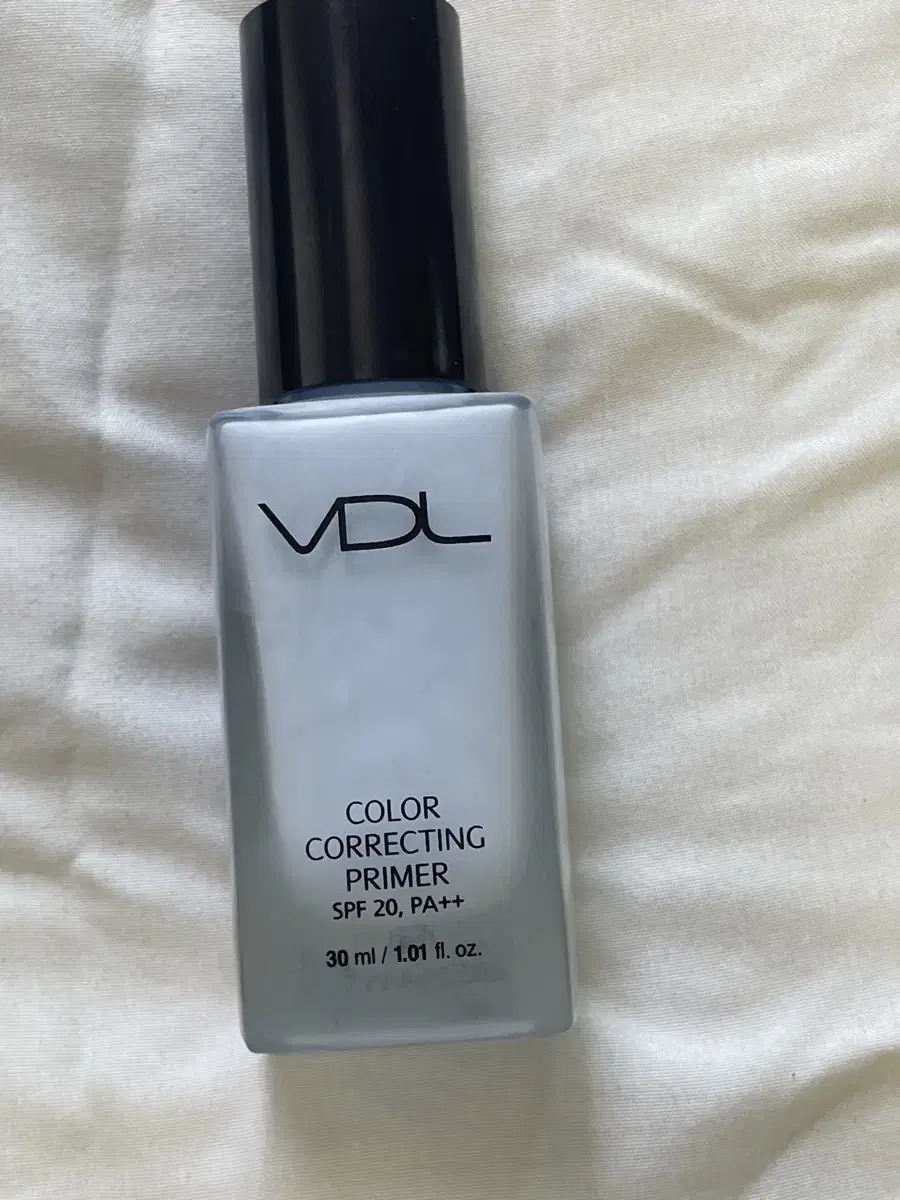 VDL
COLOR
CORRECTING
PRIMER
SPF 20, PA++
30 ml / 1.01 fl. oz.